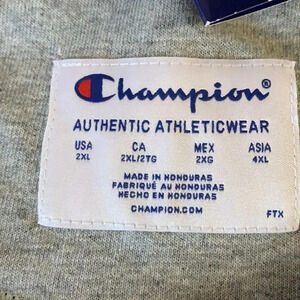 Champion®
AUTHENTIC ATHLETICWEAR
USA CA MEX ASIA
2XL 2XL/2TG 2XG 4XL
MADE IN HONDURAS
FABRIQUÉ AU HONDURAS
HECHO EN HONDURAS
CHAMPION.COM FTX